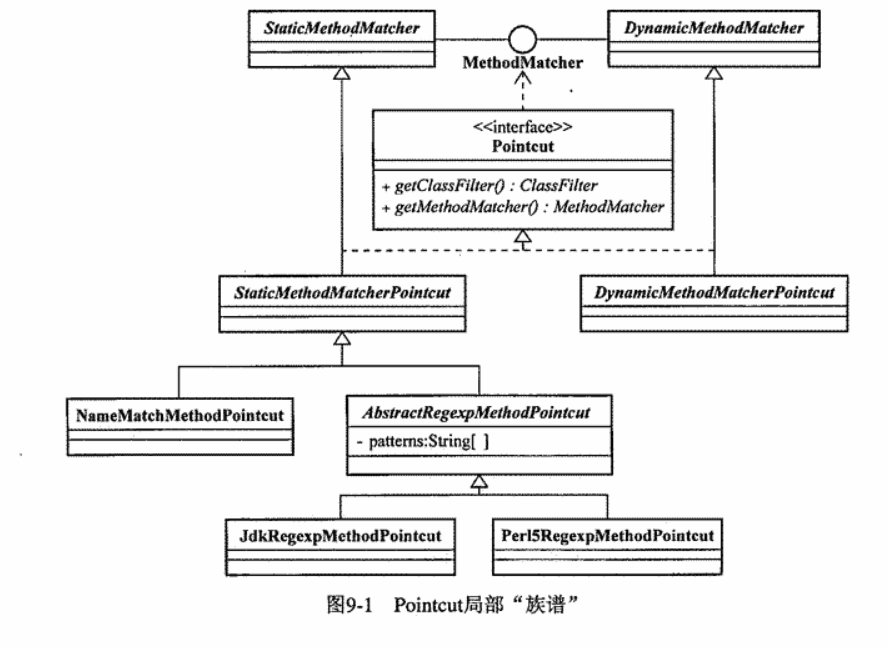 StaticMethodMatcher
DynamicMethodMatcher
MethodMatcher
<<interface>>
Pointcut
+ getClassFilter() : ClassFilter
+ getMethodMatcher() : MethodMatcher
StaticMethodMatcherPointcut
DynamicMethodMatcherPointcut
NameMatchMethodPointcut
AbstractRegexpMethodPointcut
- patterns:String[ ]
JdkRegexpMethodPointcut
Perl5RegexpMethodPointcut
图9-1 Pointcut局部“族谱”